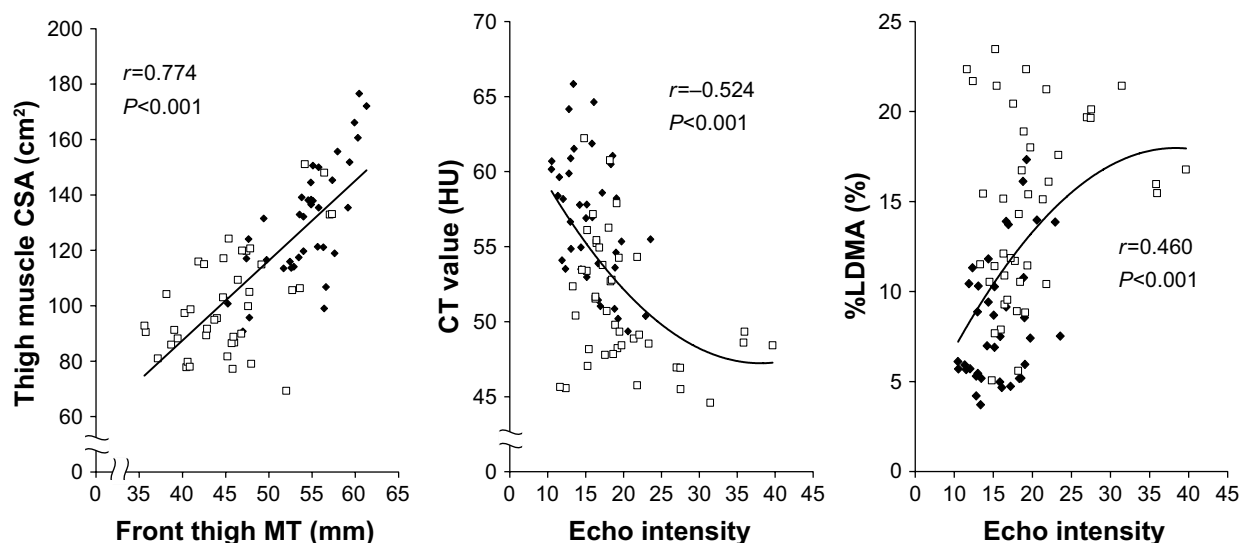 200
180
160
140
120
100
80
60
0
Thigh muscle CSA (cm²)
r=0.774
P<0.001
0 35 40 45 50 55 60 65
Front thigh MT (mm)
70
65
60
55
50
45
0
CT value (HU)
r=–0.524
P<0.001
0 10 15 20 25 30 35 40 45
Echo intensity
25
20
15
10
5
0
%LDMA (%)
r=0.460
P<0.001
0 10 15 20 25 30 35 40 45
Echo intensity